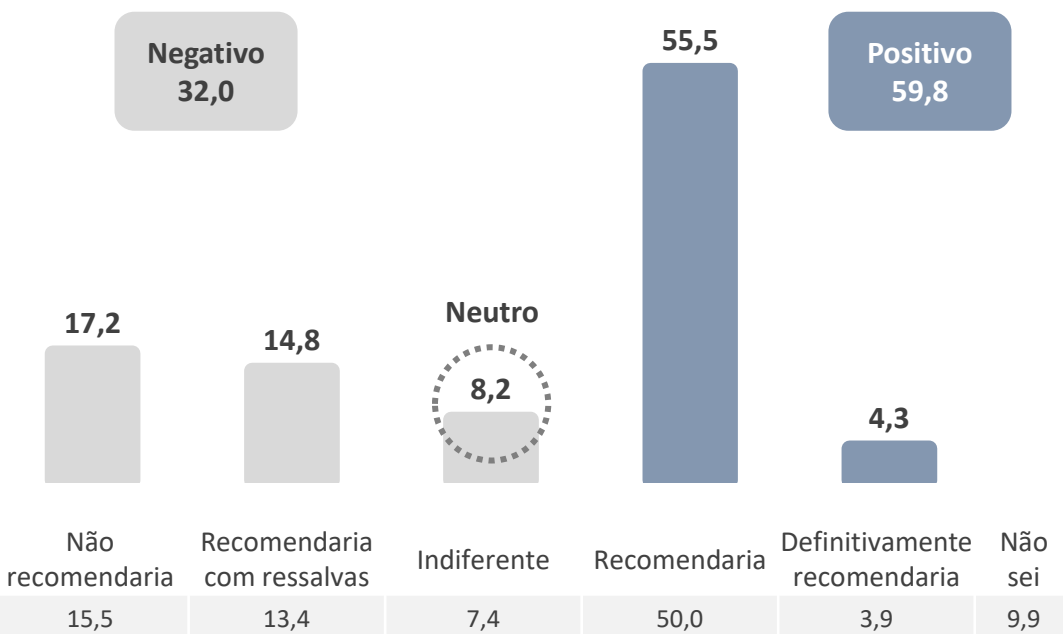 Negativo
32,0
55,5
Positivo
59,8
17,2
14,8
Neutro
8,2
4,3
Não
recomendaria
Recomendaria
com ressalvas
Indiferente
Recomendaria
Definitivamente
recomendaria
Não
sei
15,5
13,4
7,4
50,0
3,9
9,9